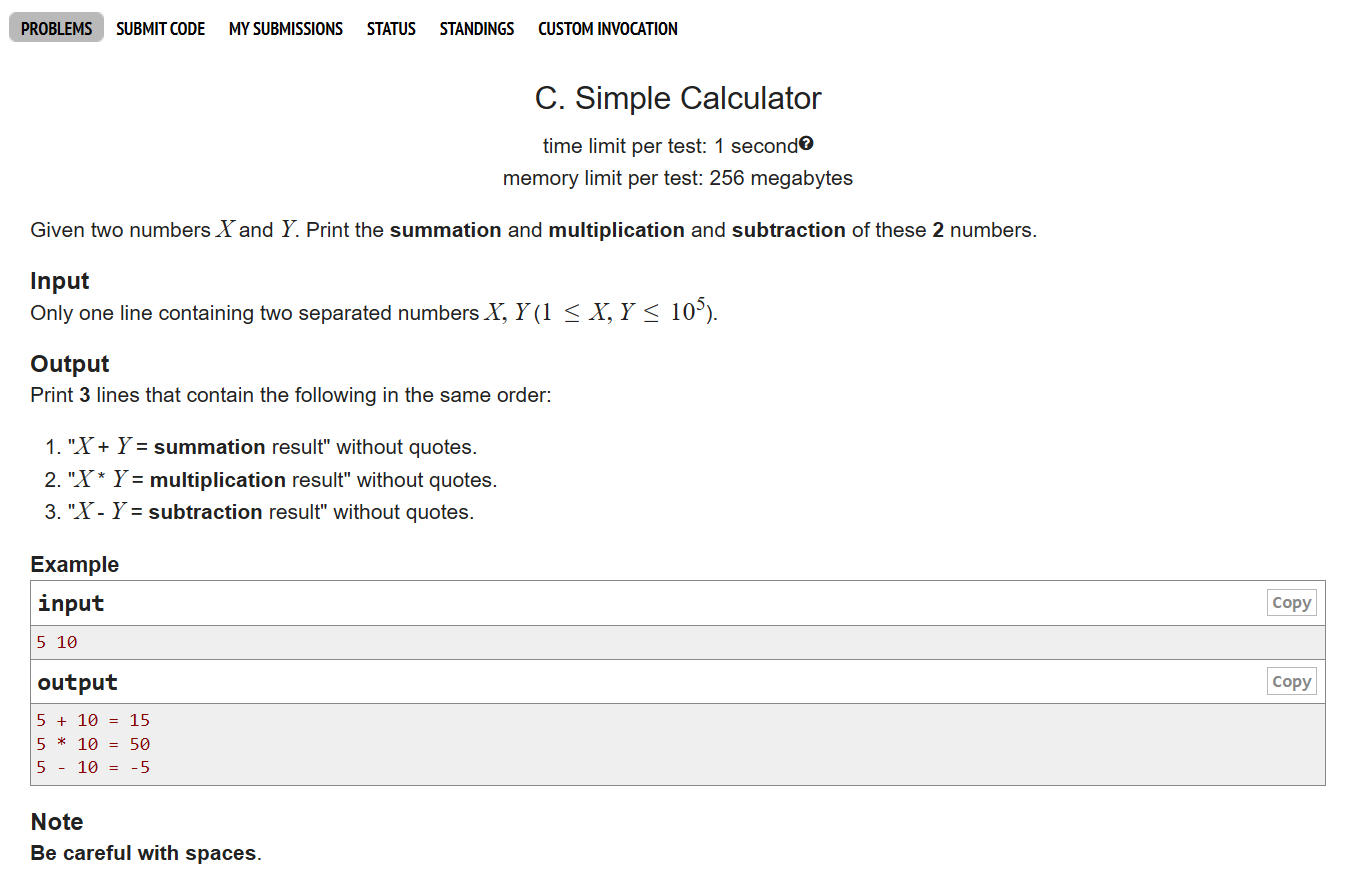 PROBLEMS SUBMIT CODE MY SUBMISSIONS STATUS STANDINGS CUSTOM INVOCATION
C. Simple Calculator
time limit per test: 1 second?
memory limit per test: 256 megabytes
Given two numbers X and Y. Print the summation and multiplication and subtraction of these 2 numbers.
Input
Only one line containing two separated numbers X, Y (1 ≤ X, Y ≤ 10⁵).
Output
Print 3 lines that contain the following in the same order:
1. "X + Y = summation result" without quotes.
2. "X * Y = multiplication result" without quotes.
3. "X - Y = subtraction result" without quotes.
Example
input Copy
5 10
output Copy
5 + 10 = 15
5 * 10 = 50
5 - 10 = -5
Note
Be careful with spaces.